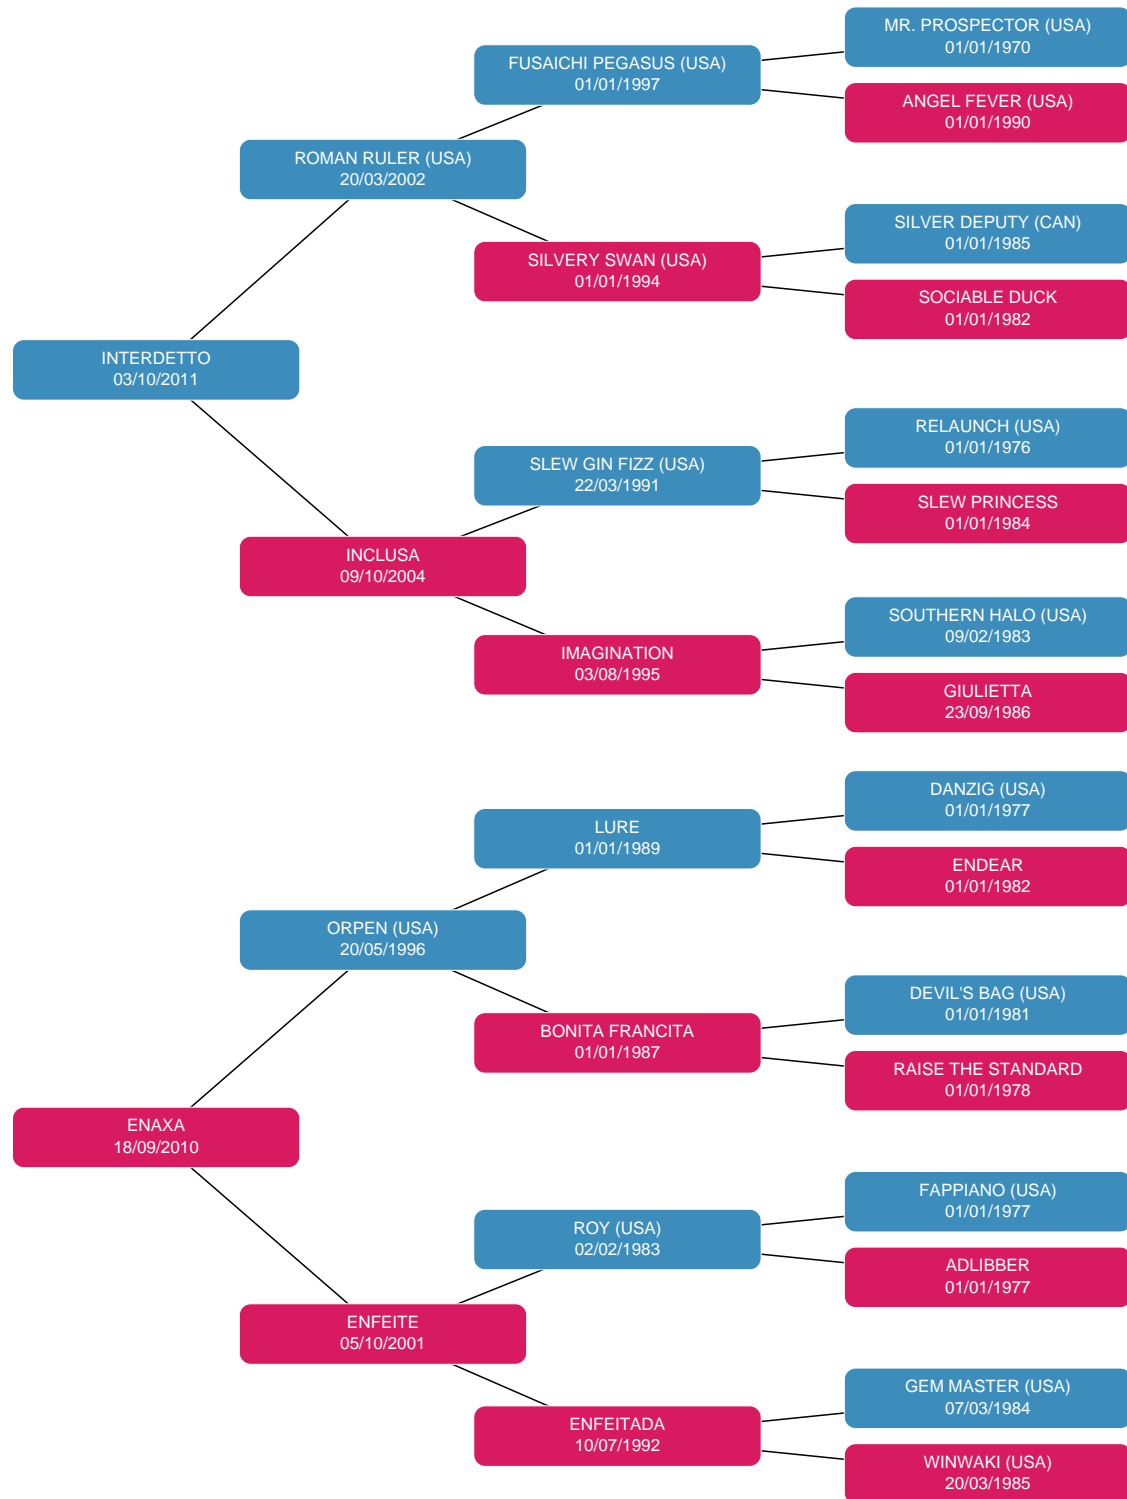 MR. PROSPECTOR (USA)
01/01/1970
FUSAICHI PEGASUS (USA)
01/01/1997
ANGEL FEVER (USA)
01/01/1990
ROMAN RULER (USA)
20/03/2002
SILVER DEPUTY (CAN)
01/01/1985
SILVERY SWAN (USA)
01/01/1994
SOCIABLE DUCK
01/01/1982
INTERDETTO
03/10/2011
RELAUNCH (USA)
01/01/1976
SLEW GIN FIZZ (USA)
22/03/1991
SLEW PRINCESS
01/01/1984
INCLUSA
09/10/2004
SOUTHERN HALO (USA)
09/02/1983
IMAGINATION
03/08/1995
GIULIETTA
23/09/1986
DANZIG (USA)
01/01/1977
LURE
01/01/1989
ENDEAR
01/01/1982
ORPEN (USA)
20/05/1996
DEVIL'S BAG (USA)
01/01/1981
BONITA FRANCITA
01/01/1987
RAISE THE STANDARD
01/01/1978
ENAXA
18/09/2010
FAPPIANO (USA)
01/01/1977
ROY (USA)
02/02/1983
ADLIBBER
01/01/1977
ENFEITE
05/10/2001
GEM MASTER (USA)
07/03/1984
ENFEITADA
10/07/1992
WINWAKI (USA)
20/03/1985